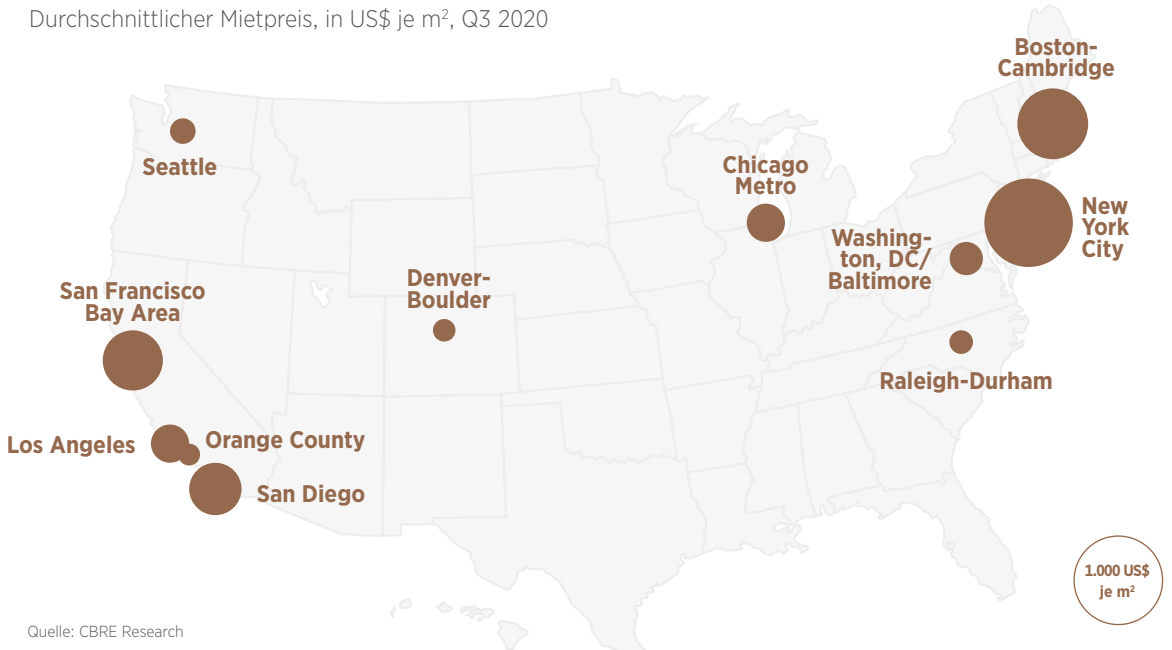 Durchschnittlicher Mietpreis, in US$ je m², Q3 2020
Boston-
Cambridge
Seattle
Chicago
Metro
New
York
City
Washing-
ton, DC/
Baltimore
Denver-
Boulder
San Francisco
Bay Area
Raleigh-Durham
Los Angeles
Orange County
San Diego
1.000 US$
je m²
Quelle: CBRE Research